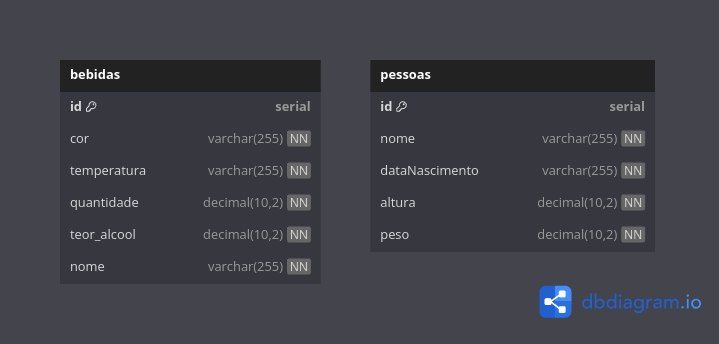 bebidas
id serial
cor varchar(255) NN
temperatura varchar(255) NN
quantidade decimal(10,2) NN
teor_alcool decimal(10,2) NN
nome varchar(255) NN
pessoas
id serial
nome varchar(255) NN
dataNascimento varchar(255) NN
altura decimal(10,2) NN
peso decimal(10,2) NN
dbdiagram.io